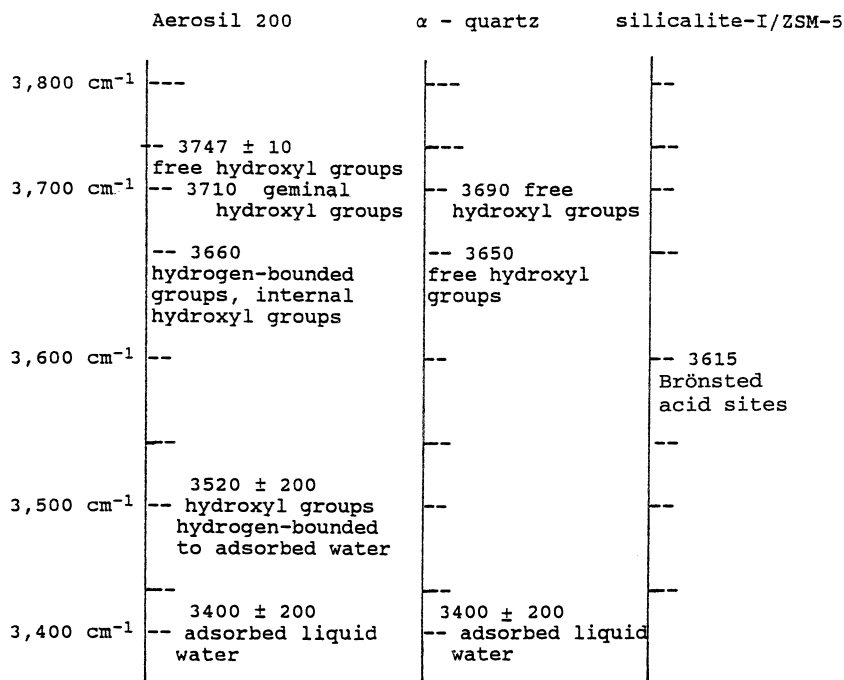 Aerosil 200
α - quartz
silicalite-I/ZSM-5
3,800 cm-1
3747 ± 10
free hydroxyl groups
3,700 cm-1
3710 geminal
hydroxyl groups
3690 free
hydroxyl groups
3660
hydrogen-bounded
groups, internal
hydroxyl groups
3650
free hydroxyl
groups
3,600 cm-1
3615
Brönsted
acid sites
3520 ± 200
3,500 cm-1
hydroxyl groups
hydrogen-bounded
to adsorbed water
3400 ± 200
3,400 cm-1
adsorbed liquid
water
3400 ± 200
adsorbed liquid
water